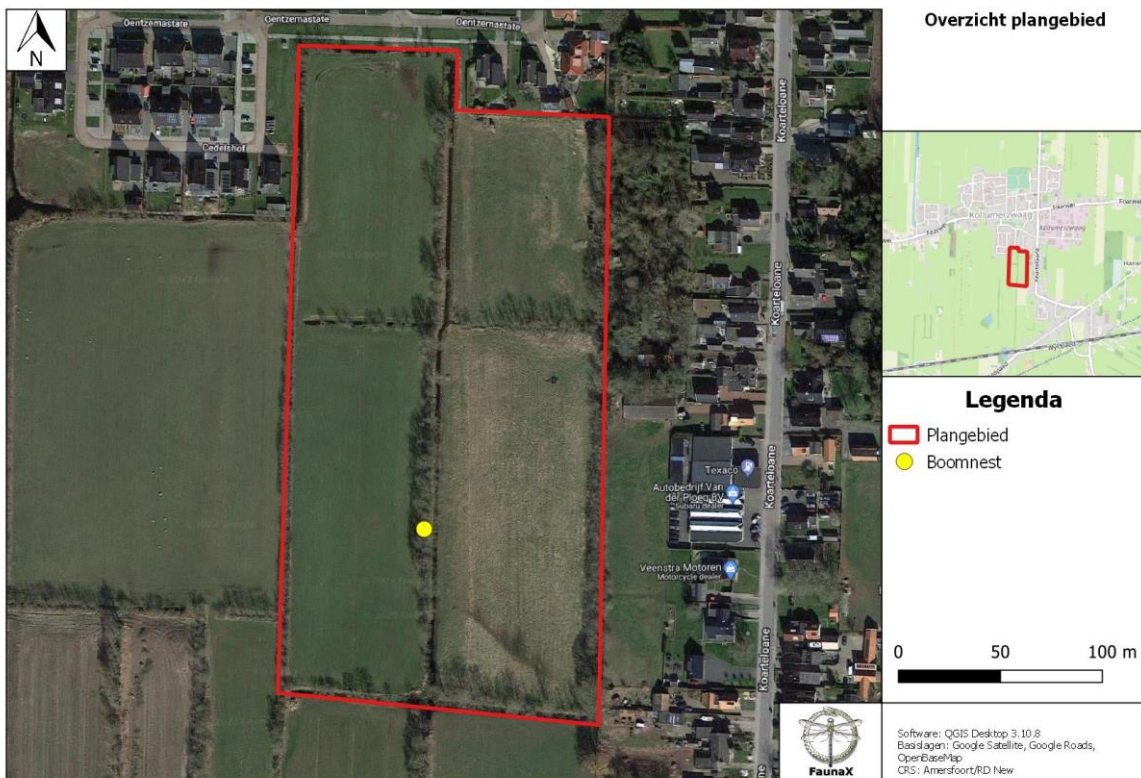 Overzicht plangebied
N
Oentzemastate
Oentzemastate
Cedelshof
Koarteloane
Koarteloane
Koarteloane
Koarteloane
Koarteloane
Texaco
Autobedrijf Van
der Ploeg BV
Subaru dealer
Veenstra Motoren
Motorcycle dealer
Kollumerzwaag
Legenda
Plangebied
Boomnest
0 50 100 m
FaunaX
Software: QGIS Desktop 3.10.8
Basislagen: Google Satellite, Google Roads,
OpenBaseMap
CRS: Amersfoort/RD New